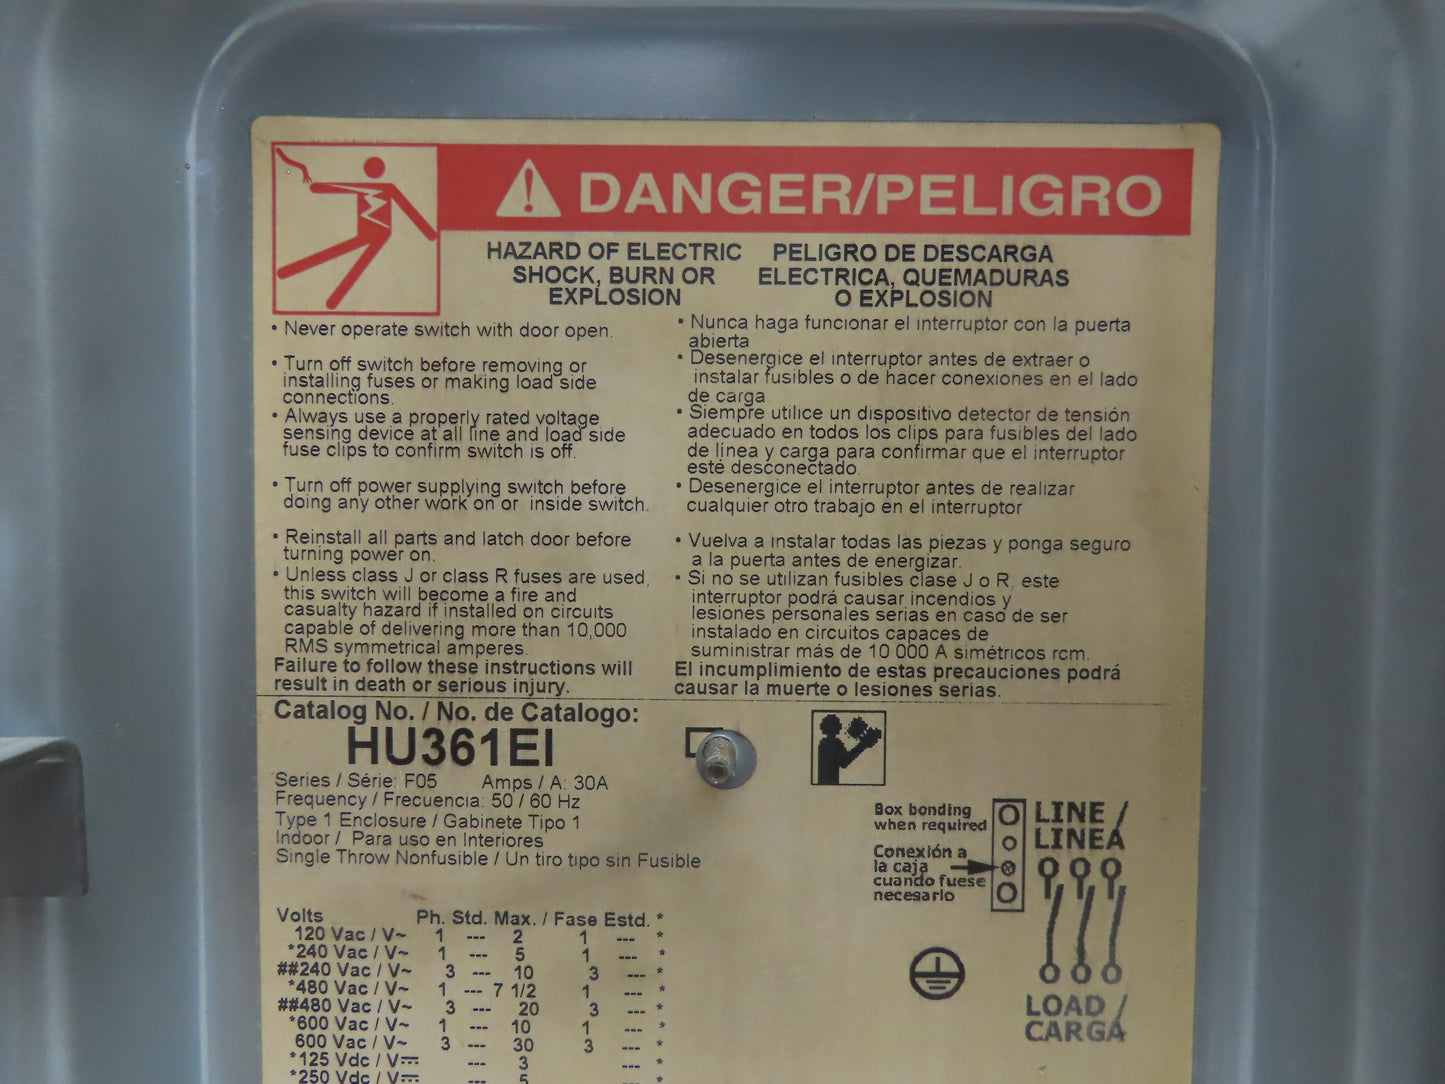 DANGER/PELIGRO
HAZARD OF ELECTRIC
SHOCK, BURN OR
EXPLOSION
• Never operate switch with door open.
• Turn off switch before removing or
installing fuses or making load side
connections.
• Always use a properly rated voltage
sensing device at all line and load side
fuse clips to confirm switch is off.
• Turn off power supplying switch before
doing any other work on or inside switch.
• Reinstall all parts and latch door before
turning power on.
• Unless class J or class R fuses are used,
this switch will become a fire and
casualty hazard if installed on circuits
capable of delivering more than 10,000
RMS symmetrical amperes.
Failure to follow these instructions will
result in death or serious injury.
PELIGRO DE DESCARGA
ELECTRICA, QUEMADURAS
O EXPLOSION
• Nunca haga funcionar el interruptor con la puerta
abierta
• Desenergice el interruptor antes de extraer o
instalar fusibles o de hacer conexiones en el lado
de carga.
• Siempre utilice un dispositivo detector de tensión
adecuado en todos los clips para fusibles del lado
de línea y carga para confirmar que el interruptor
esté desconectado.
• Desenergice el interruptor antes de realizar
cualquier otro trabajo en el interruptor
• Vuelva a instalar todas las piezas y ponga seguro
a la puerta antes de energizar.
• Si no se utilizan fusibles clase J o R, este
interruptor podrá causar incendios y
lesiones personales serias en caso de ser
instalado en circuitos capaces de
suministrar más de 10 000 A simétricos rcm.
El incumplimiento de estas precauciones podrá
causar la muerte o lesiones serias.
Catalog No. / No. de Catalogo:
HU361EI
Series / Série: F05 Amps / A: 30A
Frequency / Frecuencia: 50 / 60 Hz
Type 1 Enclosure / Gabinete Tipo 1
Indoor / Para uso en Interiores
Single Throw Nonfusible / Un tiro tipo sin Fusible
Volts Ph. Std. Max. / Fase Estd. *
120 Vac / V~ 1 --- 2 1 --- *
*240 Vac / V~ 1 --- 5 1 --- *
##240 Vac / V~ 3 --- 10 3 --- *
*480 Vac / V~ 1 --- 7 1/2 1 --- *
##480 Vac / V~ 3 --- 20 3 --- *
*600 Vac / V~ 1 --- 10 1 --- *
600 Vac / V~ 3 --- 30 3 --- *
*125 Vdc / V⎓ --- 3 --- *
*250 Vdc / V⎓ --- 5 --- *
Box bonding
when required
Conexión a
la caja
cuando fuese
necesario
LINE /
LINEA
LOAD /
CARGA